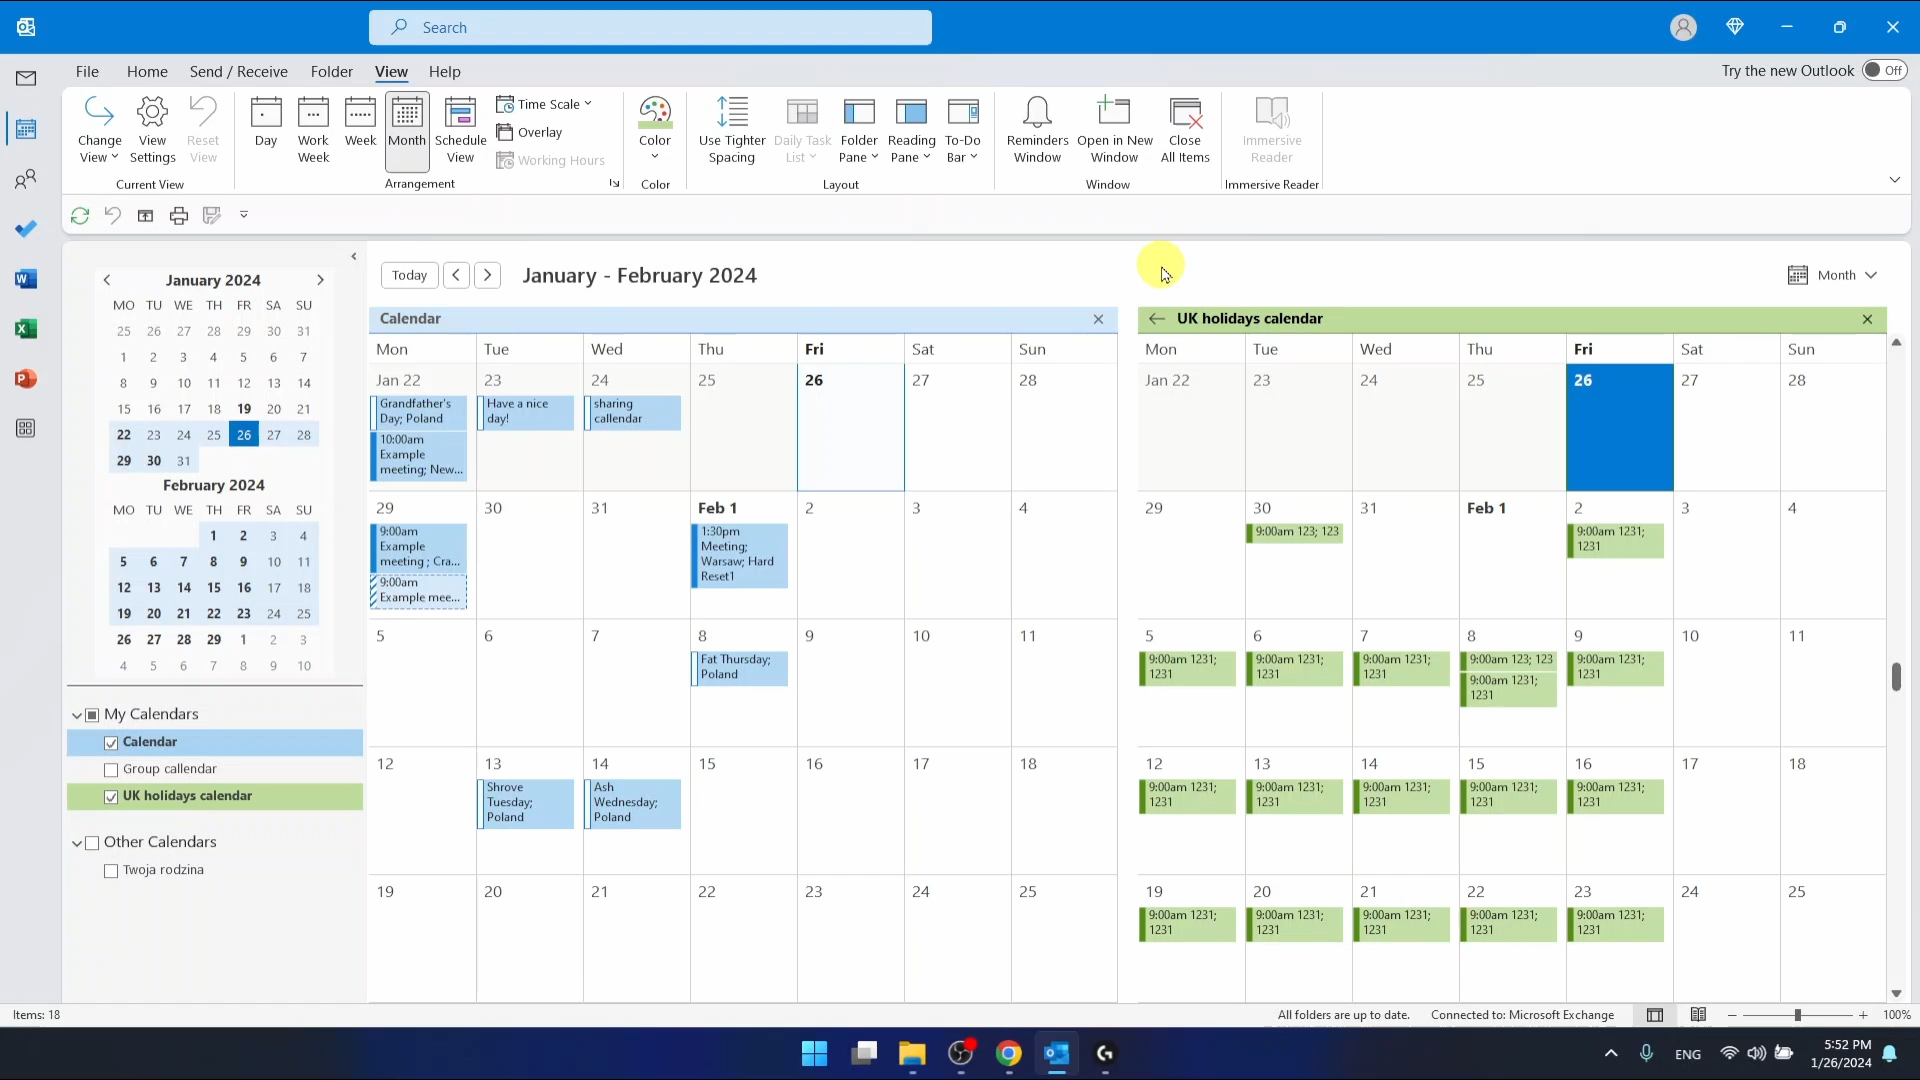 Search
File Home Send / Receive Folder View Help
Try the new Outlook Off
Change View
View Settings
Reset View
Current View
Day
Work Week
Week
Month
Schedule View
Time Scale
Overlay
Working Hours
Arrangement
Color
Color
Use Tighter Spacing
Daily Task List
Folder Pane
Reading Pane
To-Do Bar
Layout
Reminders Window
Open in New Window
Close All Items
Window
Immersive Reader
Immersive Reader
January 2024
MO TU WE TH FR SA SU
25 26 27 28 29 30 31
1 2 3 4 5 6 7
8 9 10 11 12 13 14
15 16 17 18 19 20 21
22 23 24 25 26 27 28
29 30 31
February 2024
MO TU WE TH FR SA SU
1 2 3 4
5 6 7 8 9 10 11
12 13 14 15 16 17 18
19 20 21 22 23 24 25
26 27 28 29 1 2 3
4 5 6 7 8 9 10
My Calendars
Calendar
Group callendar
UK holidays calendar
Other Calendars
Twoja rodzina
Today
January - February 2024
Month
Calendar
Mon Tue Wed Thu Fri Sat Sun
Jan 22 23 24 25 26 27 28
Grandfather's
Day; Poland
10:00am
Example
meeting; New...
Have a nice
day!
sharing
callendar
29 30 31 Feb 1 2 3 4
9:00am
Example
meeting ; Cra...
9:00am
Example mee...
1:30pm
Meeting;
Warsaw; Hard
Reset1
5 6 7 8 9 10 11
Fat Thursday;
Poland
12 13 14 15 16 17 18
Shrove
Tuesday;
Poland
Ash
Wednesday;
Poland
19 20 21 22 23 24 25
UK holidays calendar
Mon Tue Wed Thu Fri Sat Sun
Jan 22 23 24 25 26 27 28
29 30 31 Feb 1 2 3 4
9:00am 123; 123
9:00am 1231;
1231
5 6 7 8 9 10 11
9:00am 1231;
1231
9:00am 1231;
1231
9:00am 1231;
1231
9:00am 123; 123
9:00am 1231;
1231
9:00am 1231;
1231
12 13 14 15 16 17 18
9:00am 1231;
1231
9:00am 1231;
1231
9:00am 1231;
1231
9:00am 1231;
1231
9:00am 1231;
1231
19 20 21 22 23 24 25
9:00am 1231;
1231
9:00am 1231;
1231
9:00am 1231;
1231
9:00am 1231;
1231
9:00am 1231;
1231
Items: 18
All folders are up to date. Connected to: Microsoft Exchange 100%
ENG
5:52 PM
1/26/2024